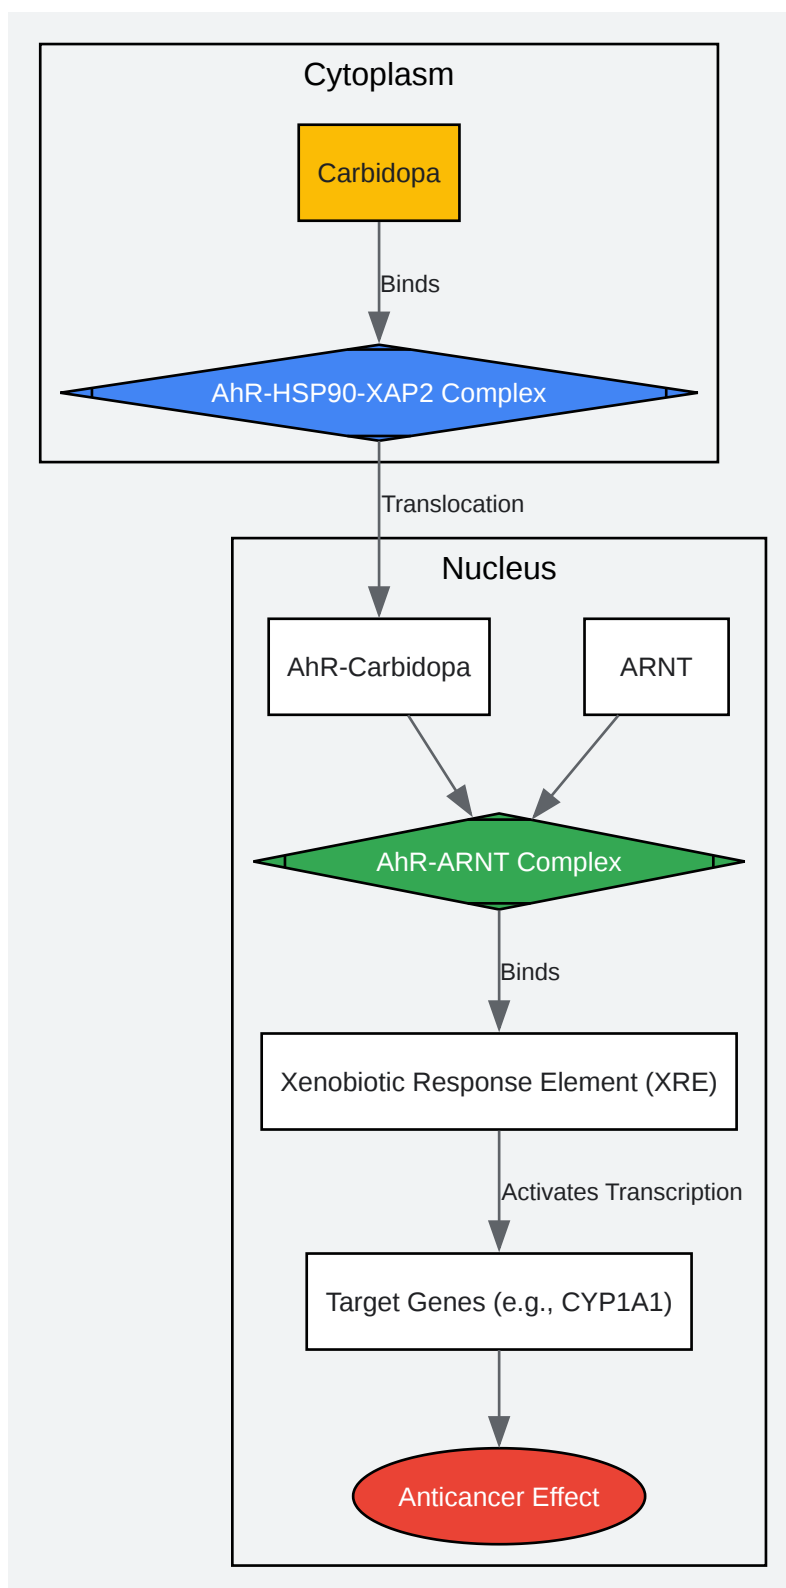 Cytoplasm
Carbidopa
Binds
AhR-HSP90-XAP2 Complex
Translocation
Nucleus
AhR-Carbidopa
ARNT
AhR-ARNT Complex
Binds
Xenobiotic Response Element (XRE)
Activates Transcription
Target Genes (e.g., CYP1A1)
Anticancer Effect